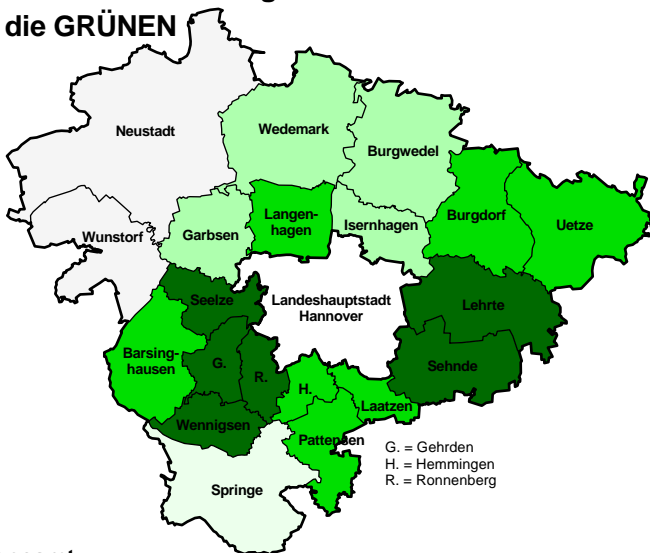 die GRÜNEN
Neustadt
Wedemark
Burgwedel
Wunstorf
Garbsen
Langen-
hagen
Isernhagen
Burgdorf
Uetze
Seelze
Landeshauptstadt
Hannover
Lehrte
Barsing-
hausen
G.
R.
H.
Sehnde
Laatzen
Wennigsen
Pattensen
G. = Gehrden
H. = Hemmingen
R. = Ronnenberg
Springe